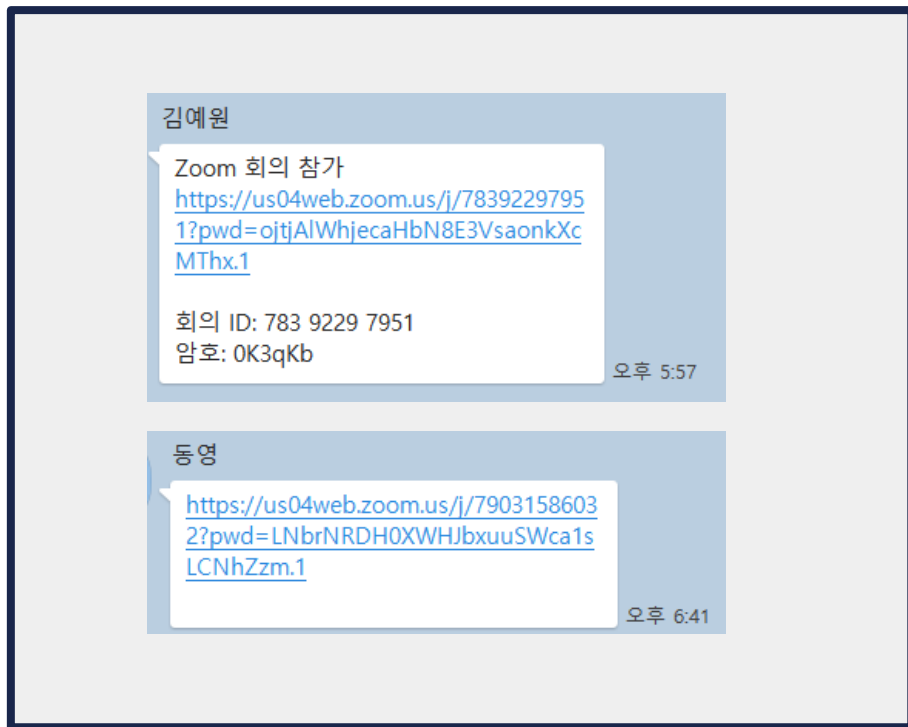 김예원
Zoom 회의 참가
https://us04web.zoom.us/j/7839229795
1?pwd=ojtjAlWhjecaHbN8E3VsaonkXc
MThx.1
회의 ID: 783 9229 7951
암호: 0K3qKb
오후 5:57
동영
https://us04web.zoom.us/j/7903158603
2?pwd=LNbrNRDH0XWHJbxuuSWca1s
LCNhZzm.1
오후 6:41